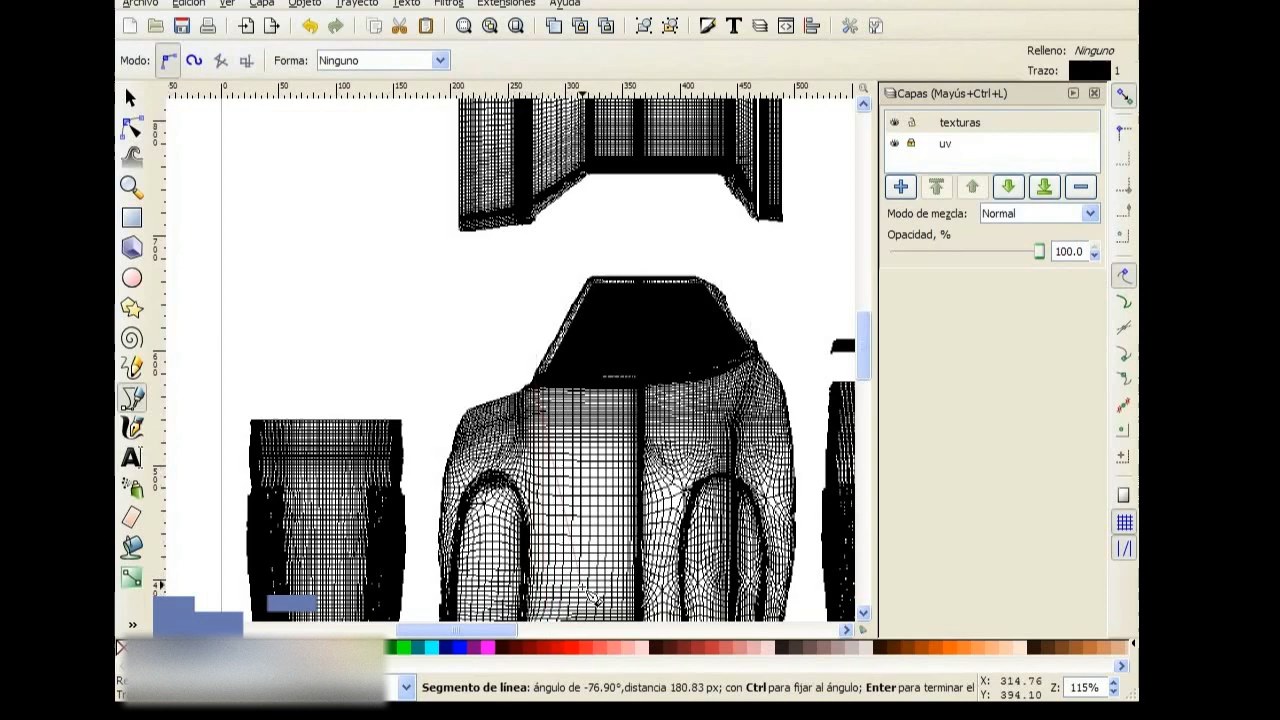 Archivo Edición Ver Capa Objeto Trayecto Texto Filtros Extensiones Ayuda
Modo: Forma: Ninguno
Relleno: Ninguno
Trazo: 1
50 0 50 100 150 200 250 300 350 400 450 500
Capas (Mayús+Ctrl+L)
texturas
uv
Modo de mezcla: Normal
Opacidad, %
100.0
Segmento de línea: ángulo de -76.90°,distancia 180.83 px; con Ctrl para fijar al ángulo; Enter para terminar el
X: 314.76
Y: 394.10
Z: 115%